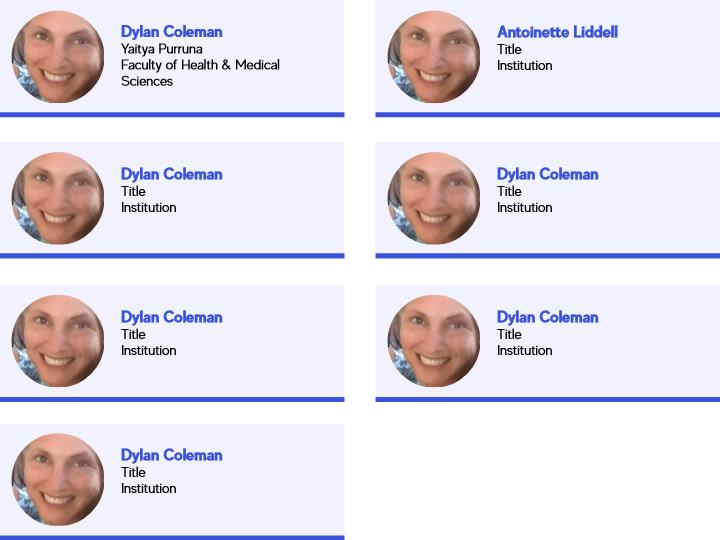 Dylan Coleman
Yaitya Purruna
Faculty of Health & Medical
Sciences
Antoinette Liddell
Title
Institution
Dylan Coleman
Title
Institution
Dylan Coleman
Title
Institution
Dylan Coleman
Title
Institution
Dylan Coleman
Title
Institution
Dylan Coleman
Title
Institution